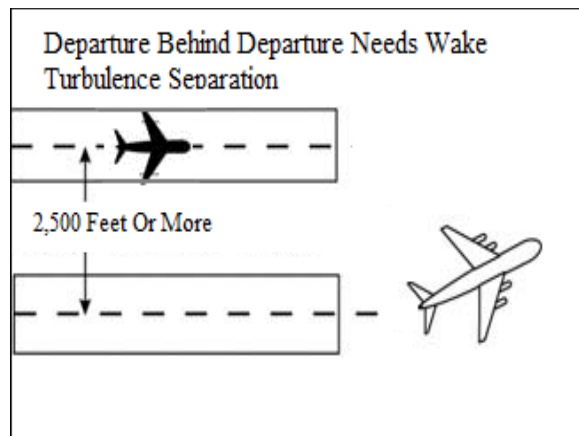 Departure Behind Departure Needs Wake
Turbulence Separation
2,500 Feet Or More